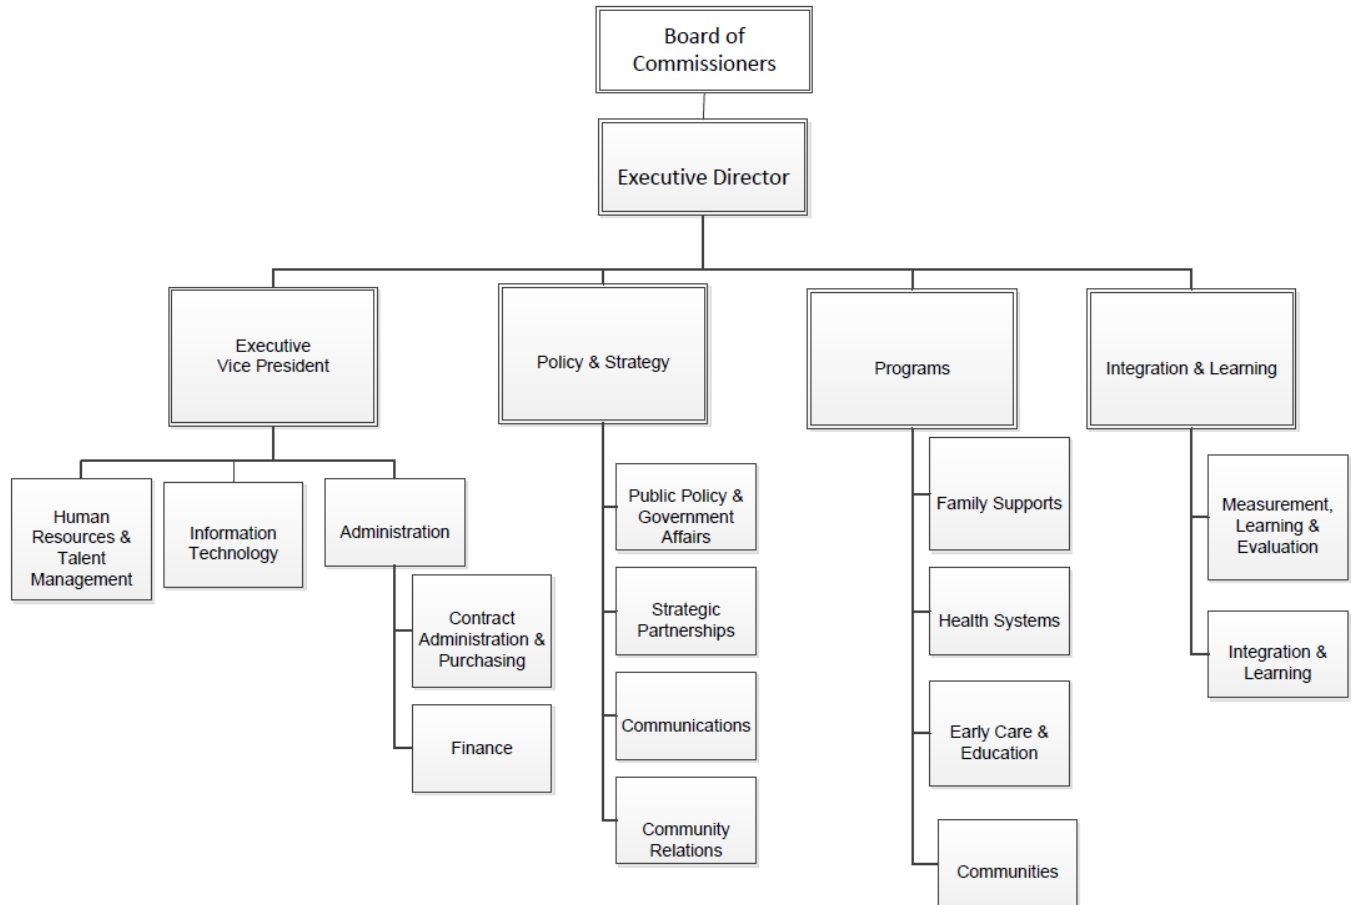 Board of
Commissioners
Executive Director
Executive
Vice President
Policy & Strategy
Programs
Integration & Learning
Human
Resources &
Talent
Management
Information
Technology
Administration
Contract
Administration &
Purchasing
Finance
Public Policy &
Government
Affairs
Strategic
Partnerships
Communications
Community
Relations
Family Supports
Health Systems
Early Care &
Education
Communities
Measurement,
Learning &
Evaluation
Integration &
Learning